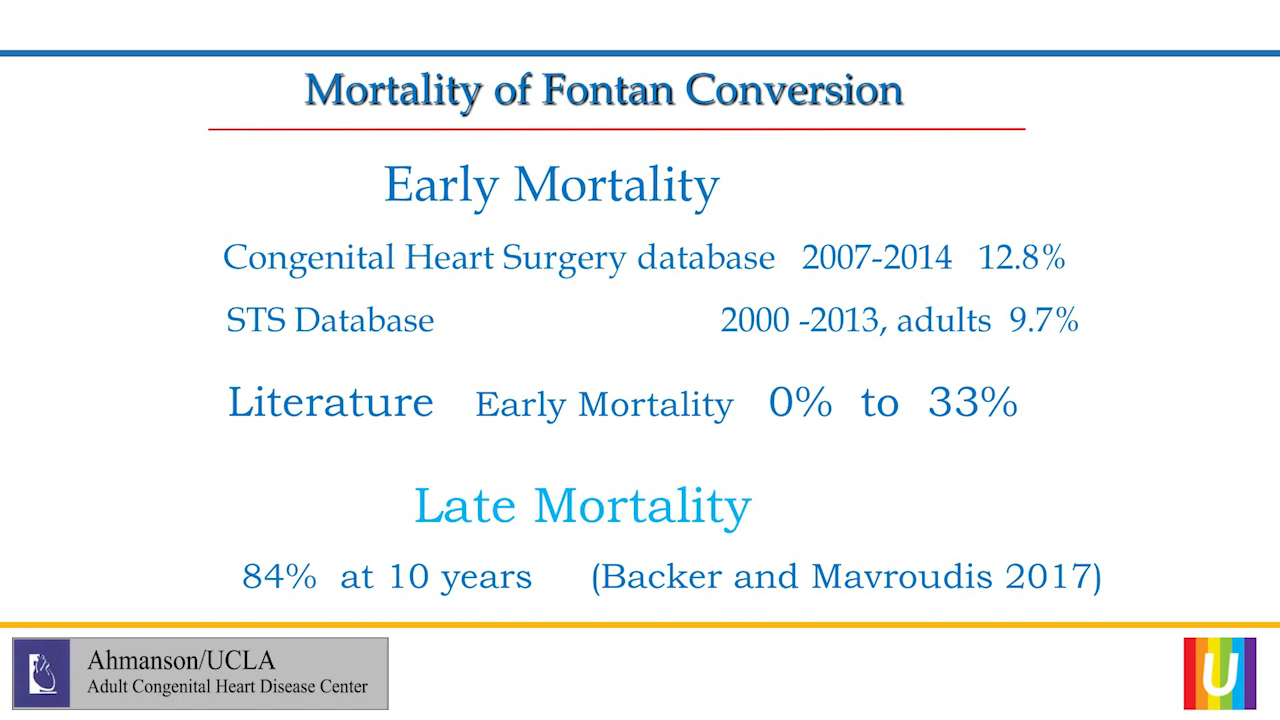 Mortality of Fontan Conversion
Early Mortality
Congenital Heart Surgery database 2007-2014 12.8%
STS Database 2000 -2013, adults 9.7%
Literature Early Mortality 0% to 33%
Late Mortality
84% at 10 years (Backer and Mavroudis 2017)
Ahmanson/UCLA
Adult Congenital Heart Disease Center
U